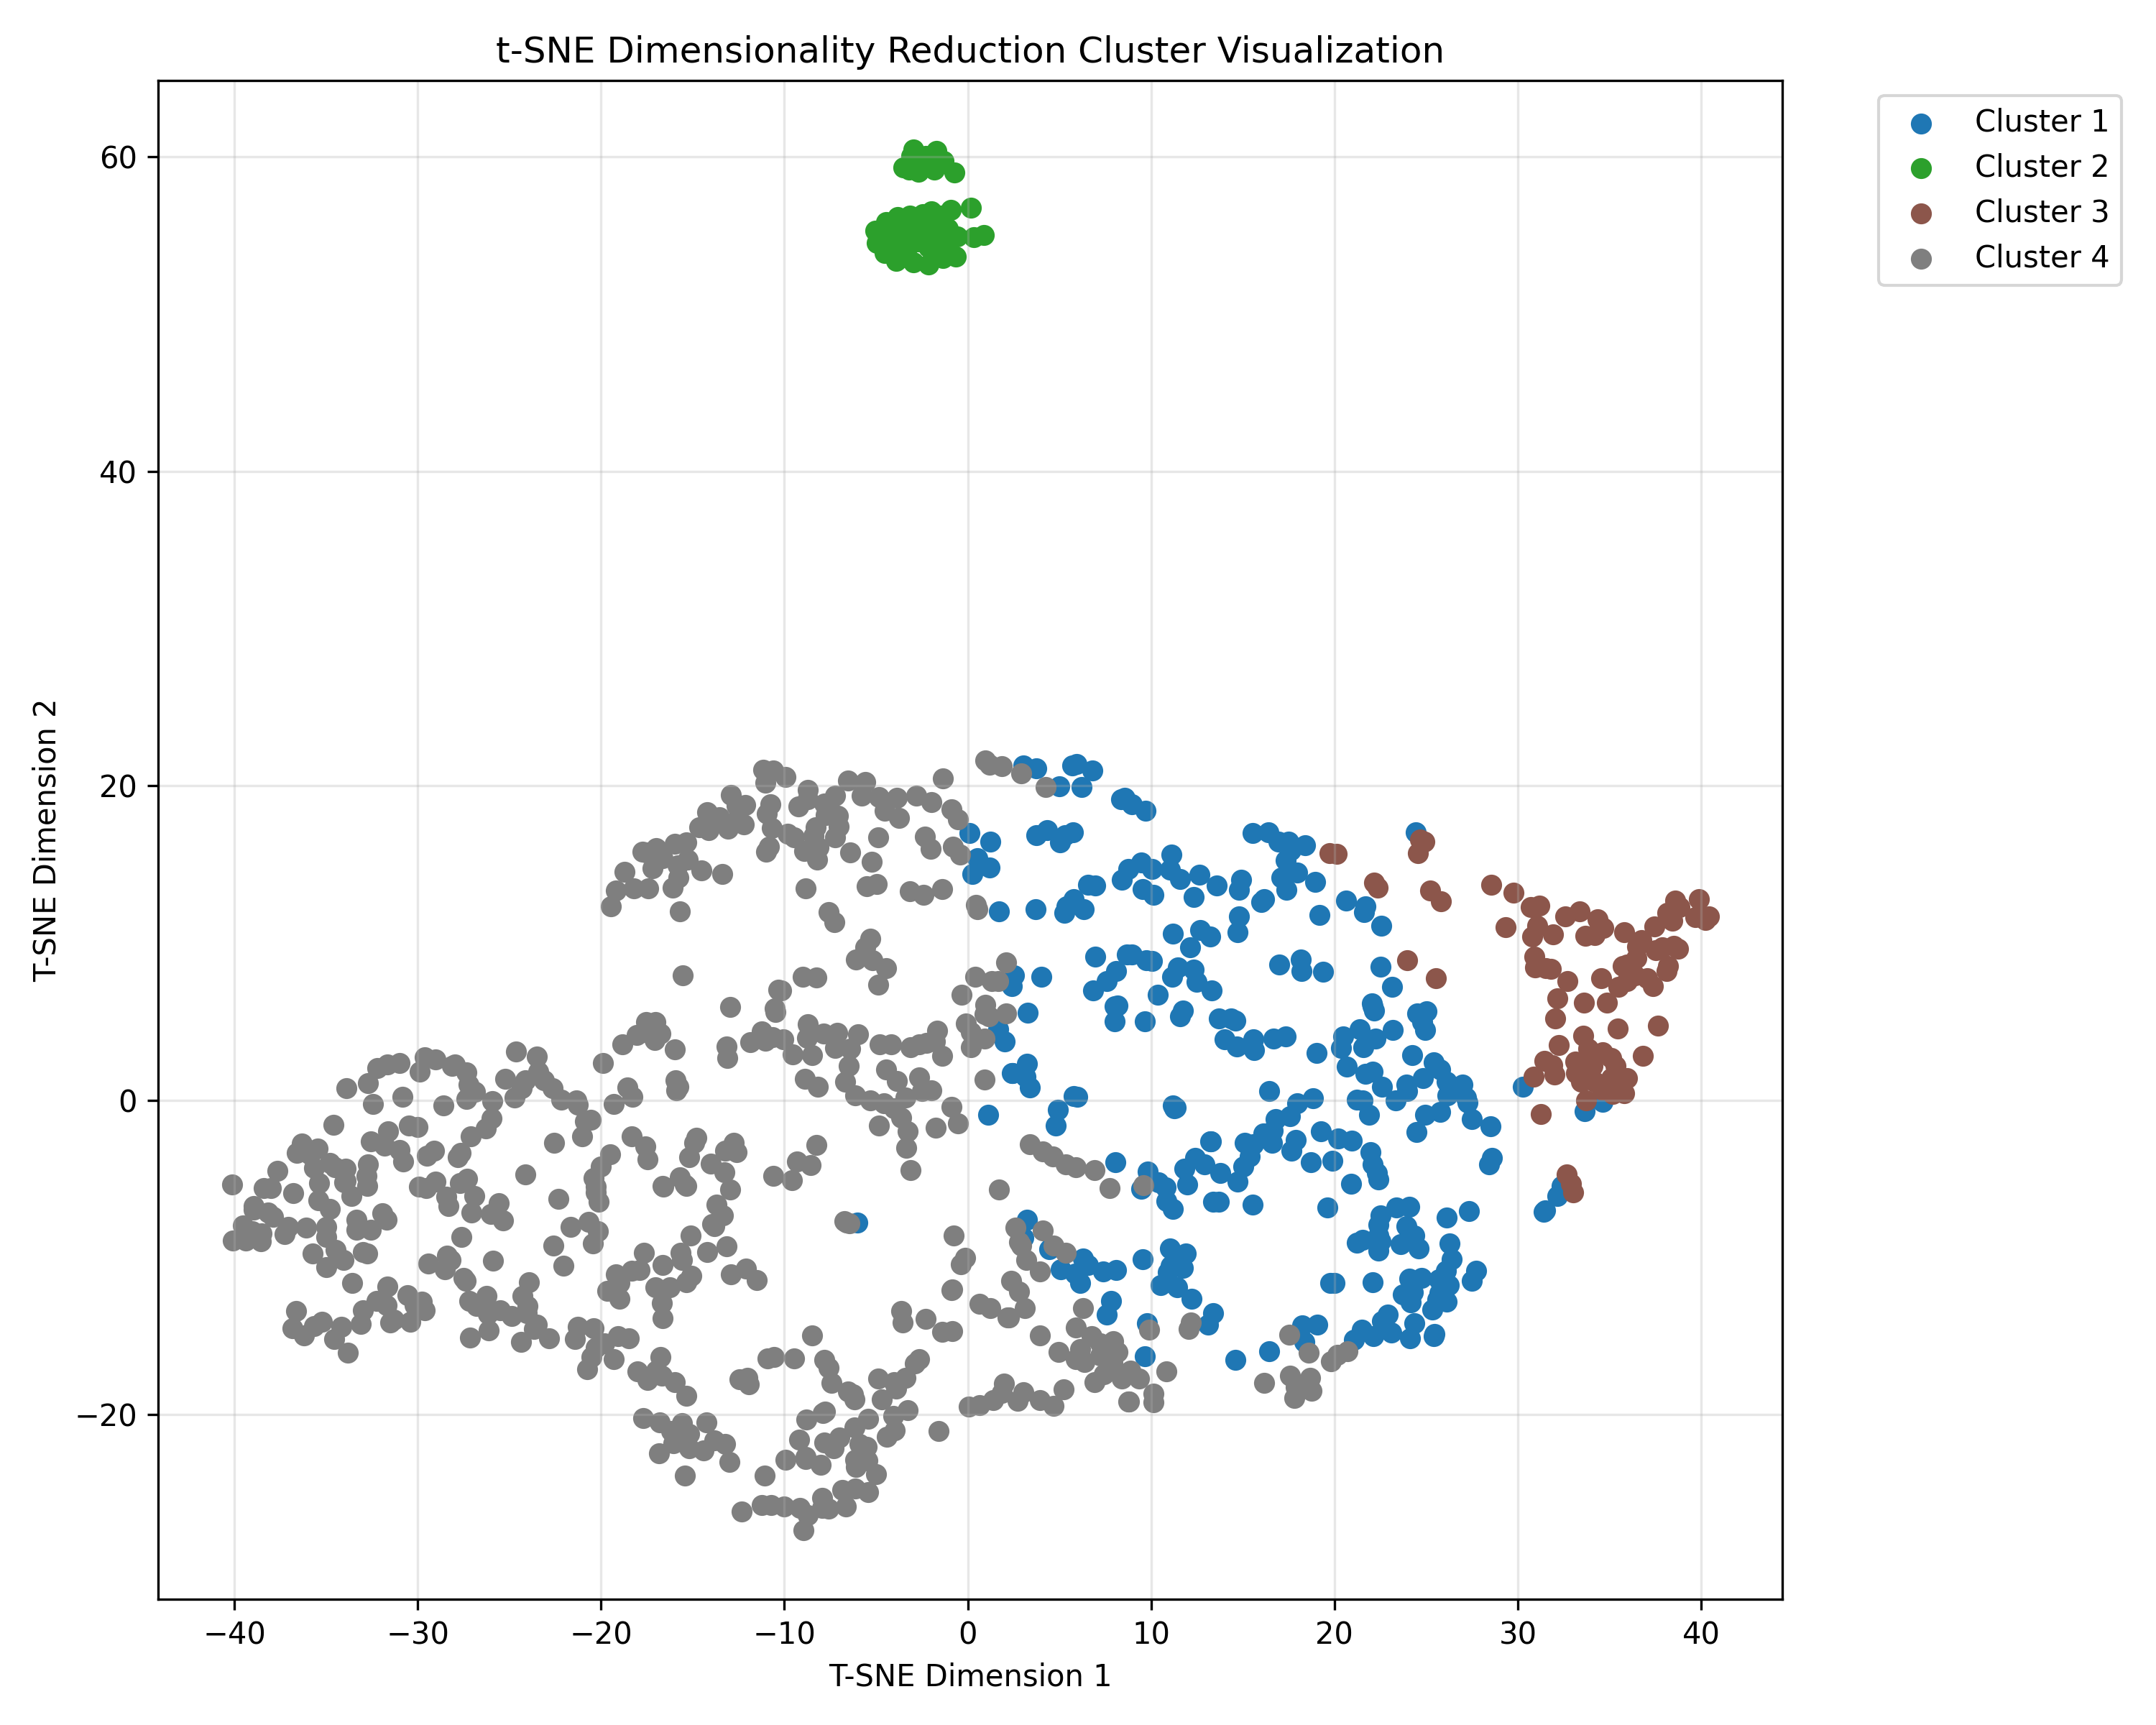 t-SNE Dimensionality Reduction Cluster Visualization
Cluster 1
Cluster 2
Cluster 3
Cluster 4
60
40
20
0
−20
T-SNE Dimension 2
−40
−30
−20
−10
0
10
20
30
40
T-SNE Dimension 1